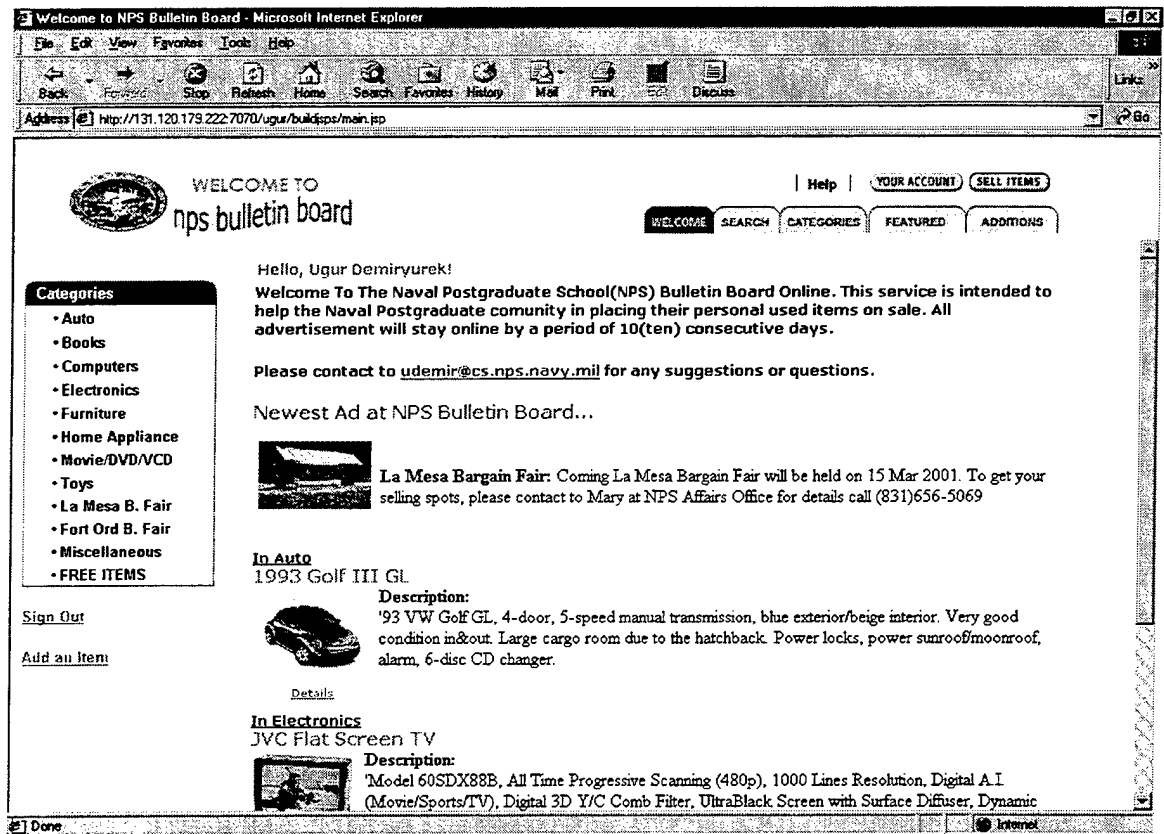 Welcome to NPS Bulletin Board - Microsoft Internet Explorer
File Edit View Favorites Tools Help
Back Forward Stop Refresh Home Search Favorites History Mail Print Edit Discuss Links
Address http://131.120.179.222:7070/ugur/buildjsps/main.jsp Go
WELCOME TO
nps bulletin board
| Help | YOUR ACCOUNT SELL ITEMS
WELCOME SEARCH CATEGORIES FEATURED ADDITIONS
Categories
• Auto
• Books
• Computers
• Electronics
• Furniture
• Home Appliance
• Movie/DVD/VCD
• Toys
• La Mesa B. Fair
• Fort Ord B. Fair
• Miscellaneous
• FREE ITEMS
Sign Out
Add an Item
Hello, Ugur Demiryurek!
Welcome To The Naval Postgraduate School(NPS) Bulletin Board Online. This service is intended to
help the Naval Postgraduate comunity in placing their personal used items on sale. All
advertisement will stay online by a period of 10(ten) consecutive days.
Please contact to udemir@cs.nps.navy.mil for any suggestions or questions.
Newest Ad at NPS Bulletin Board...
La Mesa Bargain Fair: Coming La Mesa Bargain Fair will be held on 15 Mar 2001. To get your
selling spots, please contact to Mary at NPS Affairs Office for details call (831)656-5069
In Auto
1993 Golf III GL
Description:
'93 VW Golf GL, 4-door, 5-speed manual transmission, blue exterior/beige interior. Very good
condition in&out. Large cargo room due to the hatchback. Power locks, power sunroof/moonroof,
alarm, 6-disc CD changer.
Details
In Electronics
JVC Flat Screen TV
Description:
'Model 60SDX88B, All Time Progressive Scanning (480p), 1000 Lines Resolution, Digital A.I
(Movie/Sports/TV), Digital 3D Y/C Comb Filter, UltraBlack Screen with Surface Diffuser, Dynamic
Done Internet